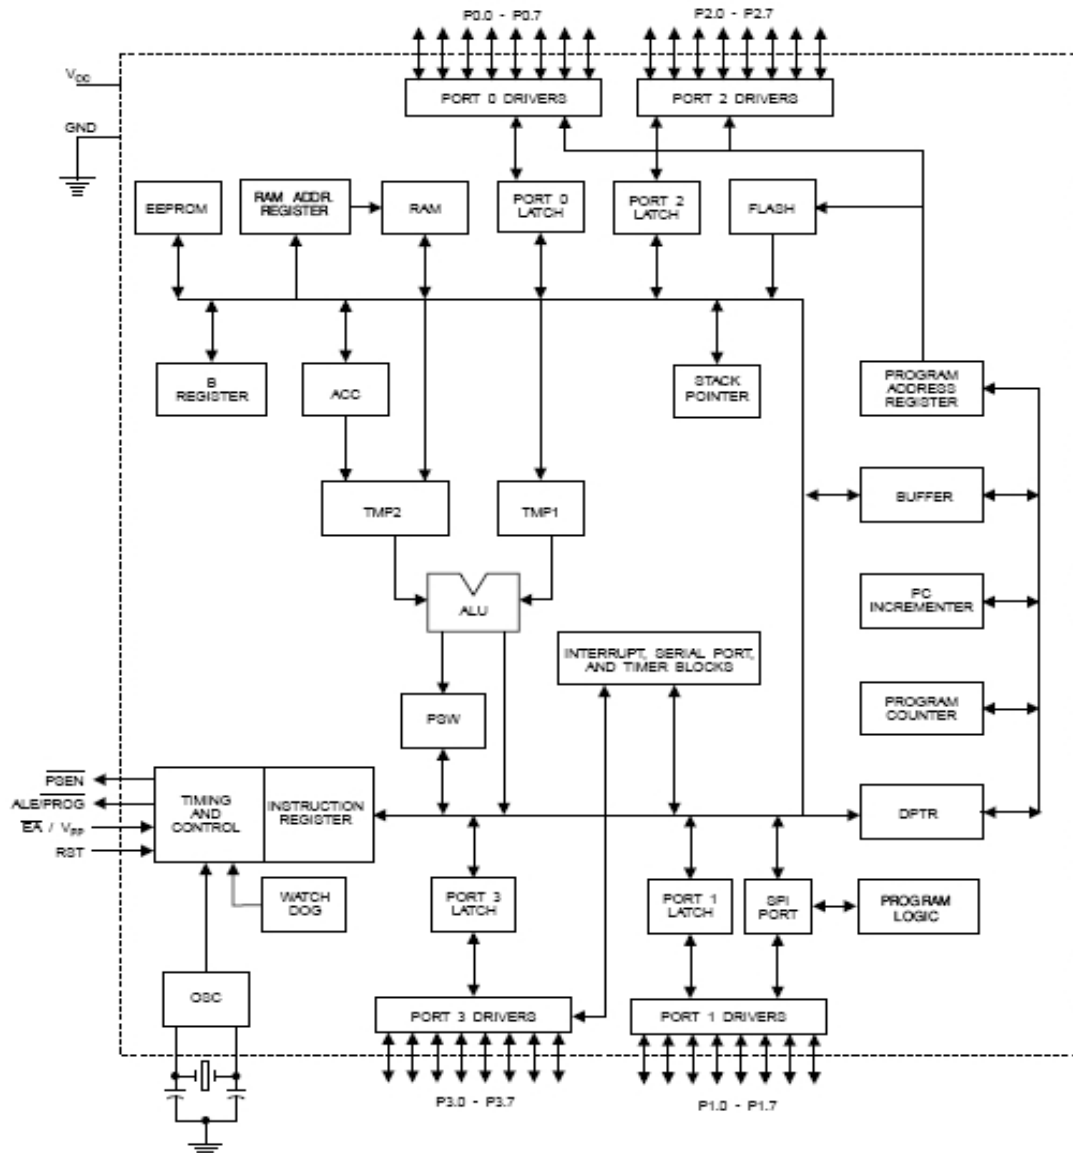 P0.0 - P0.7
P2.0 - P2.7
VCC
GND
PORT 0 DRIVERS
PORT 2 DRIVERS
EEPROM
RAM ADDR.
REGISTER
RAM
PORT 0
LATCH
PORT 2
LATCH
FLASH
B
REGISTER
ACC
STACK
POINTER
PROGRAM
ADDRESS
REGISTER
TMP2
TMP1
BUFFER
ALU
PC
INCREMENTER
INTERRUPT, SERIAL PORT,
AND TIMER BLOCKS
PSW
PROGRAM
COUNTER
PSEN
ALE/PROG
EA / VPP
RST
TIMING
AND
CONTROL
INSTRUCTION
REGISTER
DPTR
WATCH
DOG
PORT 3
LATCH
PORT 1
LATCH
SPI
PORT
PROGRAM
LOGIC
OSC
PORT 3 DRIVERS
PORT 1 DRIVERS
P3.0 - P3.7
P1.0 - P1.7